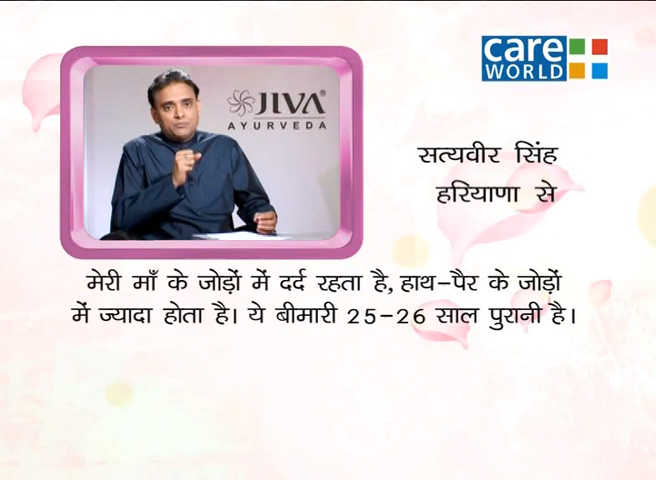 care
WORLD
JIVA®
AYURVEDA
सत्यवीर सिंह
हरियाणा से
मेरी माँ के जोड़ों में दर्द रहता है, हाथ-पैर के जोड़ों
में ज्यादा होता है। ये बीमारी 25-26 साल पुरानी है।